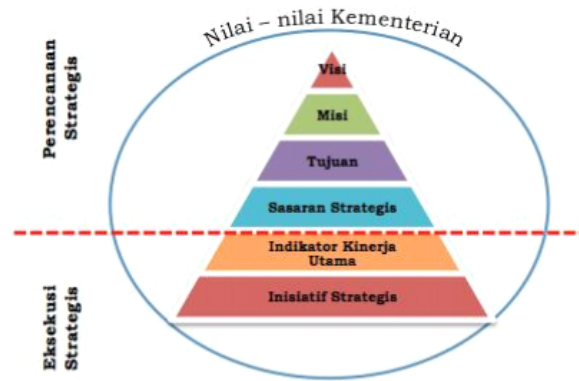 Nilai – nilai Kementerian
Perencanaan
Strategis
Visi
Misi
Tujuan
Sasaran Strategis
Indikator Kinerja
Utama
Inisiatif Strategis
Eksekusi
Strategis